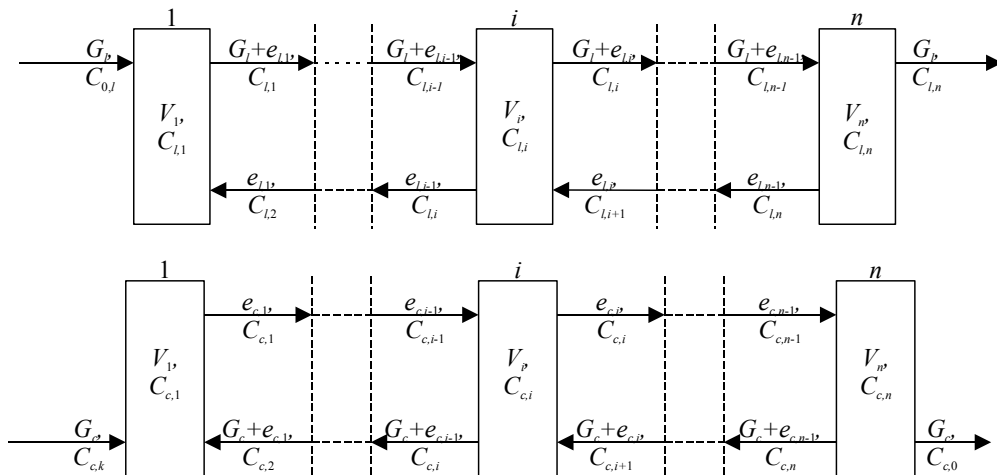 1 i n
G_l, G_l+e_{l,1}, G_l+e_{l,i-1}, G_l+e_{l,i}, G_l+e_{l,n-1}, G_l,
C_{0,l} C_{l,1} C_{l,i-1} C_{l,i} C_{l,n-1} C_{l,n}
V_1, V_i, V_n,
C_{l,1} C_{l,i} C_{l,n}
e_{l,1}, e_{l,i-1}, e_{l,i}, e_{l,n-1},
C_{l,2} C_{l,i} C_{l,i+1} C_{l,n}
1 i n
e_{c,1}, e_{c,i-1}, e_{c,i}, e_{c,n-1},
C_{c,1} C_{c,i-1} C_{c,i} C_{c,n-1}
V_1, V_i, V_n,
C_{c,1} C_{c,i} C_{c,n}
G_c, G_c+e_{c,1}, G_c+e_{c,i-1}, G_c+e_{c,i}, G_c+e_{c,n-1}, G_c,
C_{c,k} C_{c,2} C_{c,i} C_{c,i+1} C_{c,n} C_{c,0}